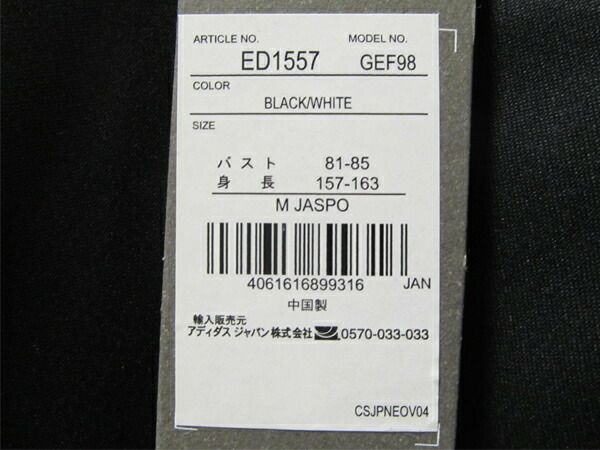 ARTICLE NO. MODEL NO.
ED1557 GEF98
COLOR
BLACK/WHITE
SIZE
バスト 81-85
身長 157-163
M JASPO
4061616899316 JAN
中国製
輸入販売元
アディダス ジャパン株式会社 0570-033-033
CSJPNEOV04